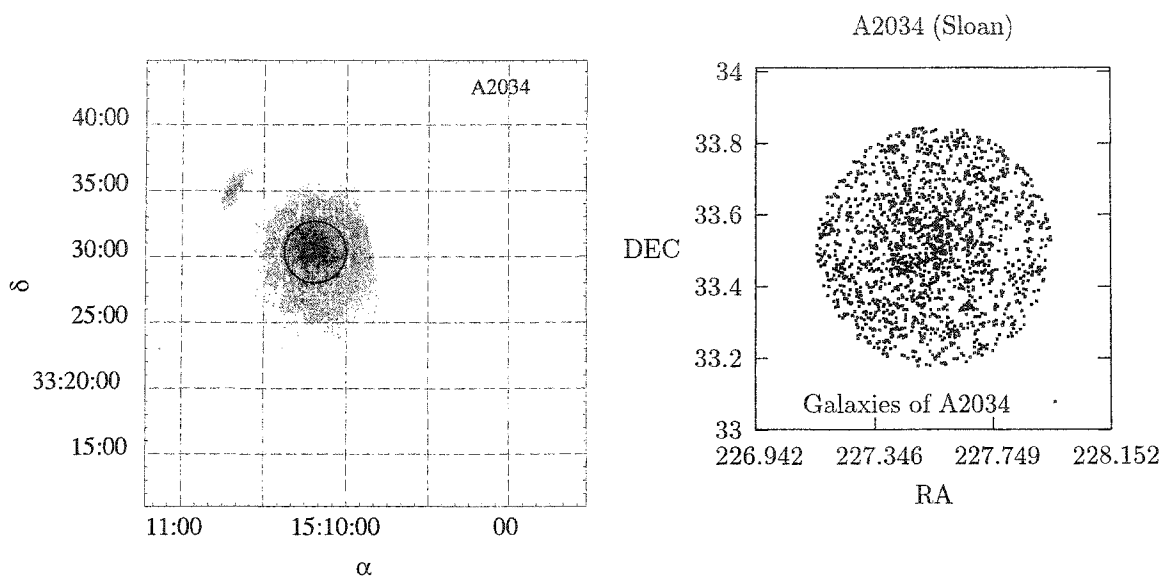 A2034
40:00
35:00
30:00
25:00
33:20:00
15:00
δ
11:00
15:10:00
00
α
A2034 (Sloan)
34
33.8
33.6
DEC
33.4
33.2
33
Galaxies of A2034
226.942
227.346
227.749
228.152
RA